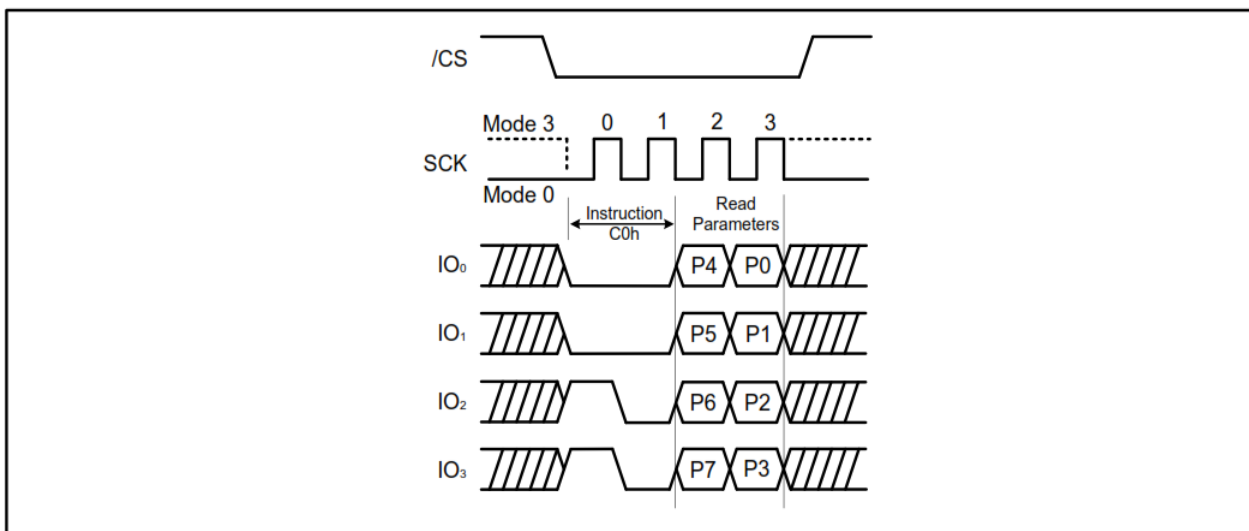 /CS
Mode 3 0 1 2 3
SCK
Mode 0
Instruction
C0h
Read
Parameters
IO₀ P4 P0
IO₁ P5 P1
IO₂ P6 P2
IO₃ P7 P3